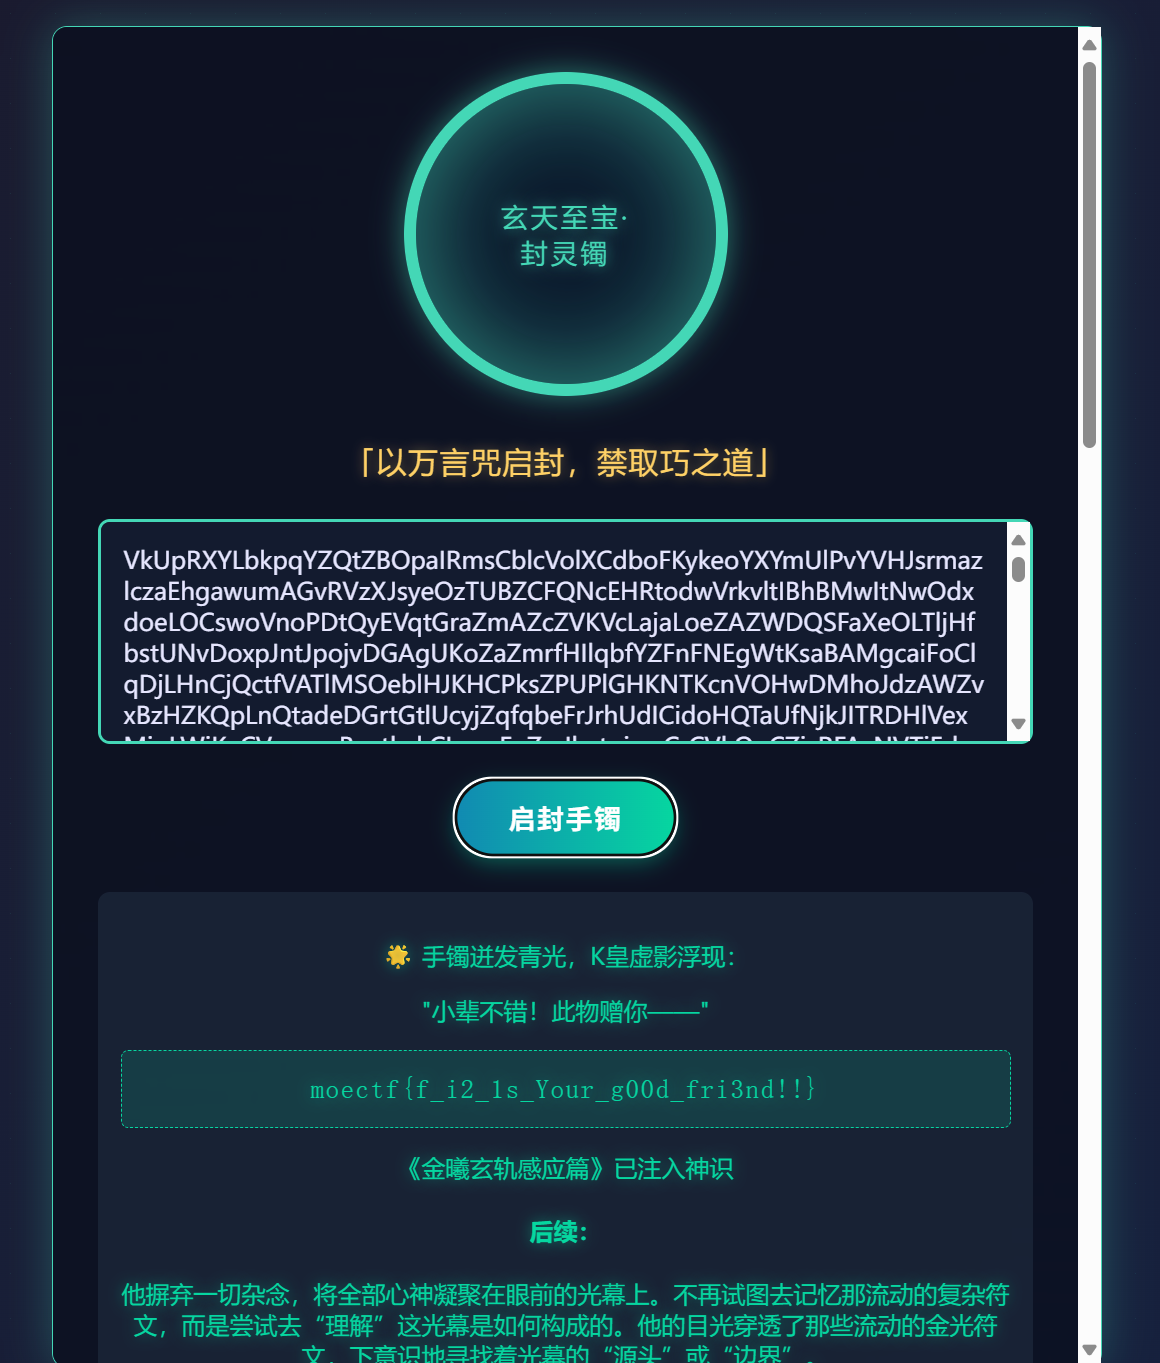 玄天至宝·
封灵镯
「以万言咒启封，禁取巧之道」
VkUpRXYLbkpqYZQtZBOpaIRmsCblcVolXCdboFKykeoYXYmUlPvYVHJsrmaz
lczaEhgawumAGvRVzXJsyeOzTUBZCFQNcEHRtodwVrkvltIBhBMwItNwOdx
doeLOCswoVnoPDtQyEVqtGraZmAZcZVKVcLajaLoeZAZWDQSFaXeOLTljHf
bstUNvDoxpJntJpojvDGAgUKoZaZmrfHIlqbfYZFnFNEgWtKsaBAMgcaiFoCl
qDjLHnCjQctfVATlMSOeblHJKHCPksZPUPlGHKNTKcnVOHwDMhoJdzAWZv
xBzHZKQpLnQtadeDGrtGtlUcyjZqfqbeFrJrhUdICidoHQTaUfNjkJITRDHlVex
启封手镯
手镯迸发青光，K皇虚影浮现：
"小辈不错！此物赠你——"
moectf{f_i2_1s_Your_g00d_fri3nd!!}
《金曦玄轨感应篇》已注入神识
后续：
他摒弃一切杂念，将全部心神凝聚在眼前的光幕上。不再试图去记忆那流动的复杂符
文，而是尝试去“理解”这光幕是如何构成的。他的目光穿透了那些流动的金光符
文，下意识地寻找着光幕的“源头”或“边界”。